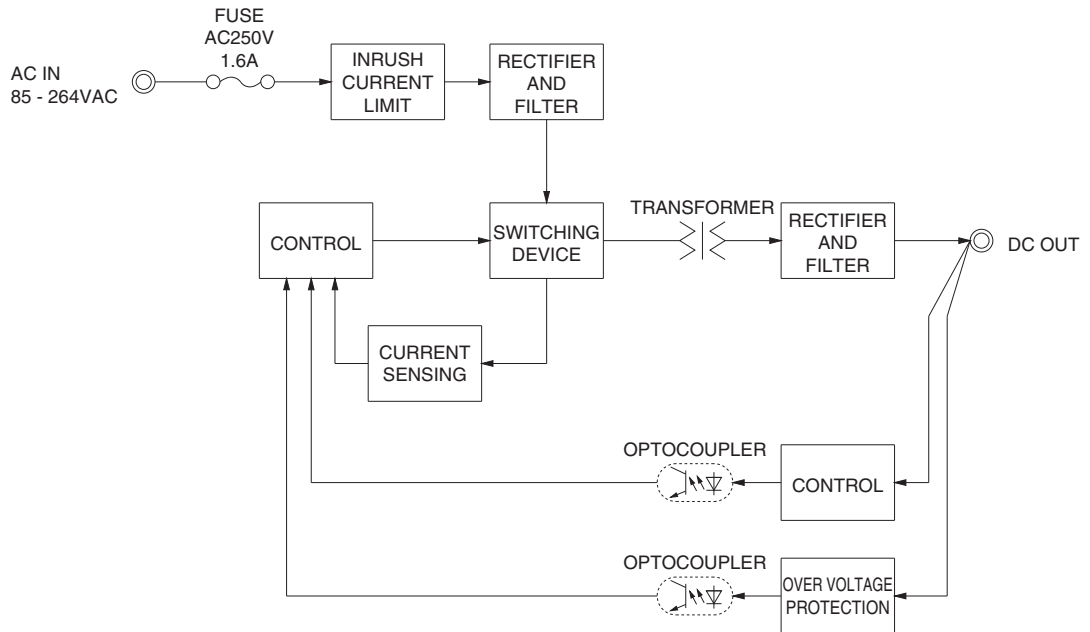 FUSE
AC250V
1.6A
AC IN
85 - 264VAC
INRUSH
CURRENT
LIMIT
RECTIFIER
AND
FILTER
CONTROL
SWITCHING
DEVICE
TRANSFORMER
RECTIFIER
AND
FILTER
DC OUT
CURRENT
SENSING
OPTOCOUPLER
CONTROL
OPTOCOUPLER
OVER VOLTAGE
PROTECTION